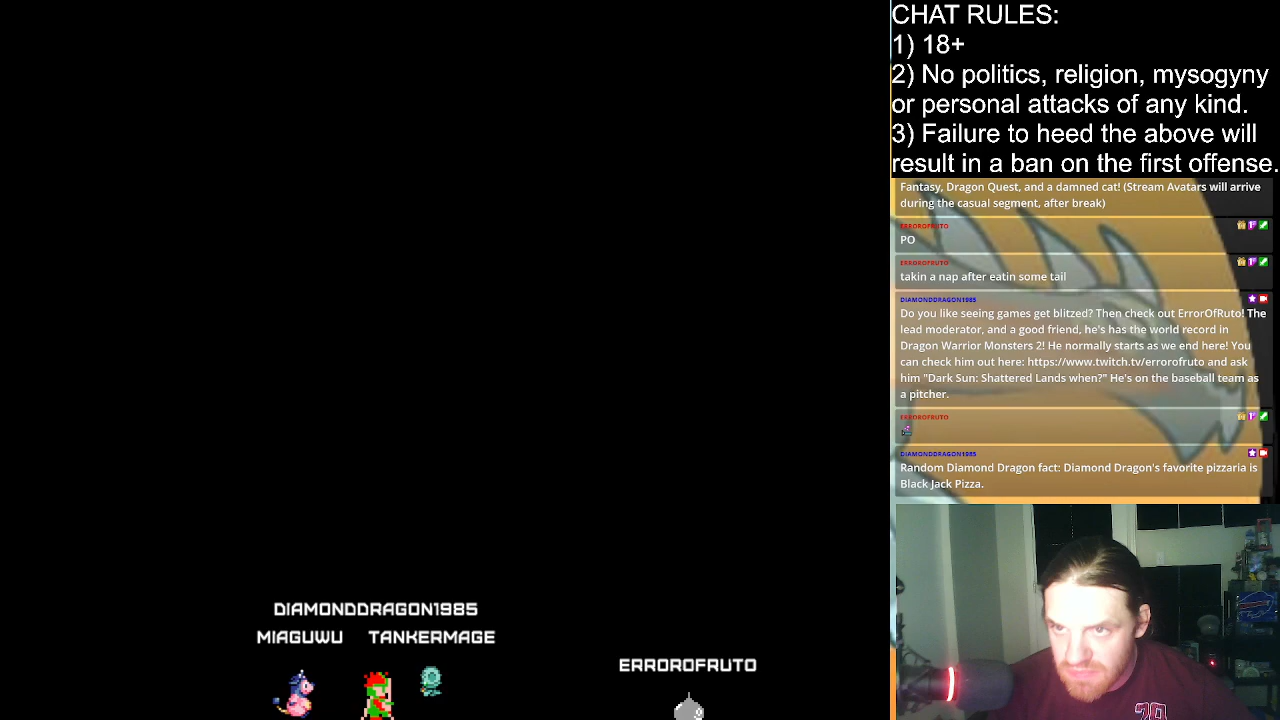 CHAT RULES:
1) 18+
2) No politics, religion, mysogyny
or personal attacks of any kind.
3) Failure to heed the above will
result in a ban on the first offense.
Fantasy, Dragon Quest, and a damned cat! (Stream Avatars will arrive
during the casual segment, after break)
ERROROFRUTO
PO
ERROROFRUTO
takin a nap after eatin some tail
DIAMONDDRAGON1985
Do you like seeing games get blitzed? Then check out ErrorOfRuto! The
lead moderator, and a good friend, he's has the world record in
Dragon Warrior Monsters 2! He normally starts as we end here! You
can check him out here: https://www.twitch.tv/errorofruto and ask
him "Dark Sun: Shattered Lands when?" He's on the baseball team as
a pitcher.
ERROROFRUTO
DIAMONDDRAGON1985
Random Diamond Dragon fact: Diamond Dragon's favorite pizzaria is
Black Jack Pizza.
DIAMONDDRAGON1985
MIAGUWU TANKERMAGE
ERROROFRUTO